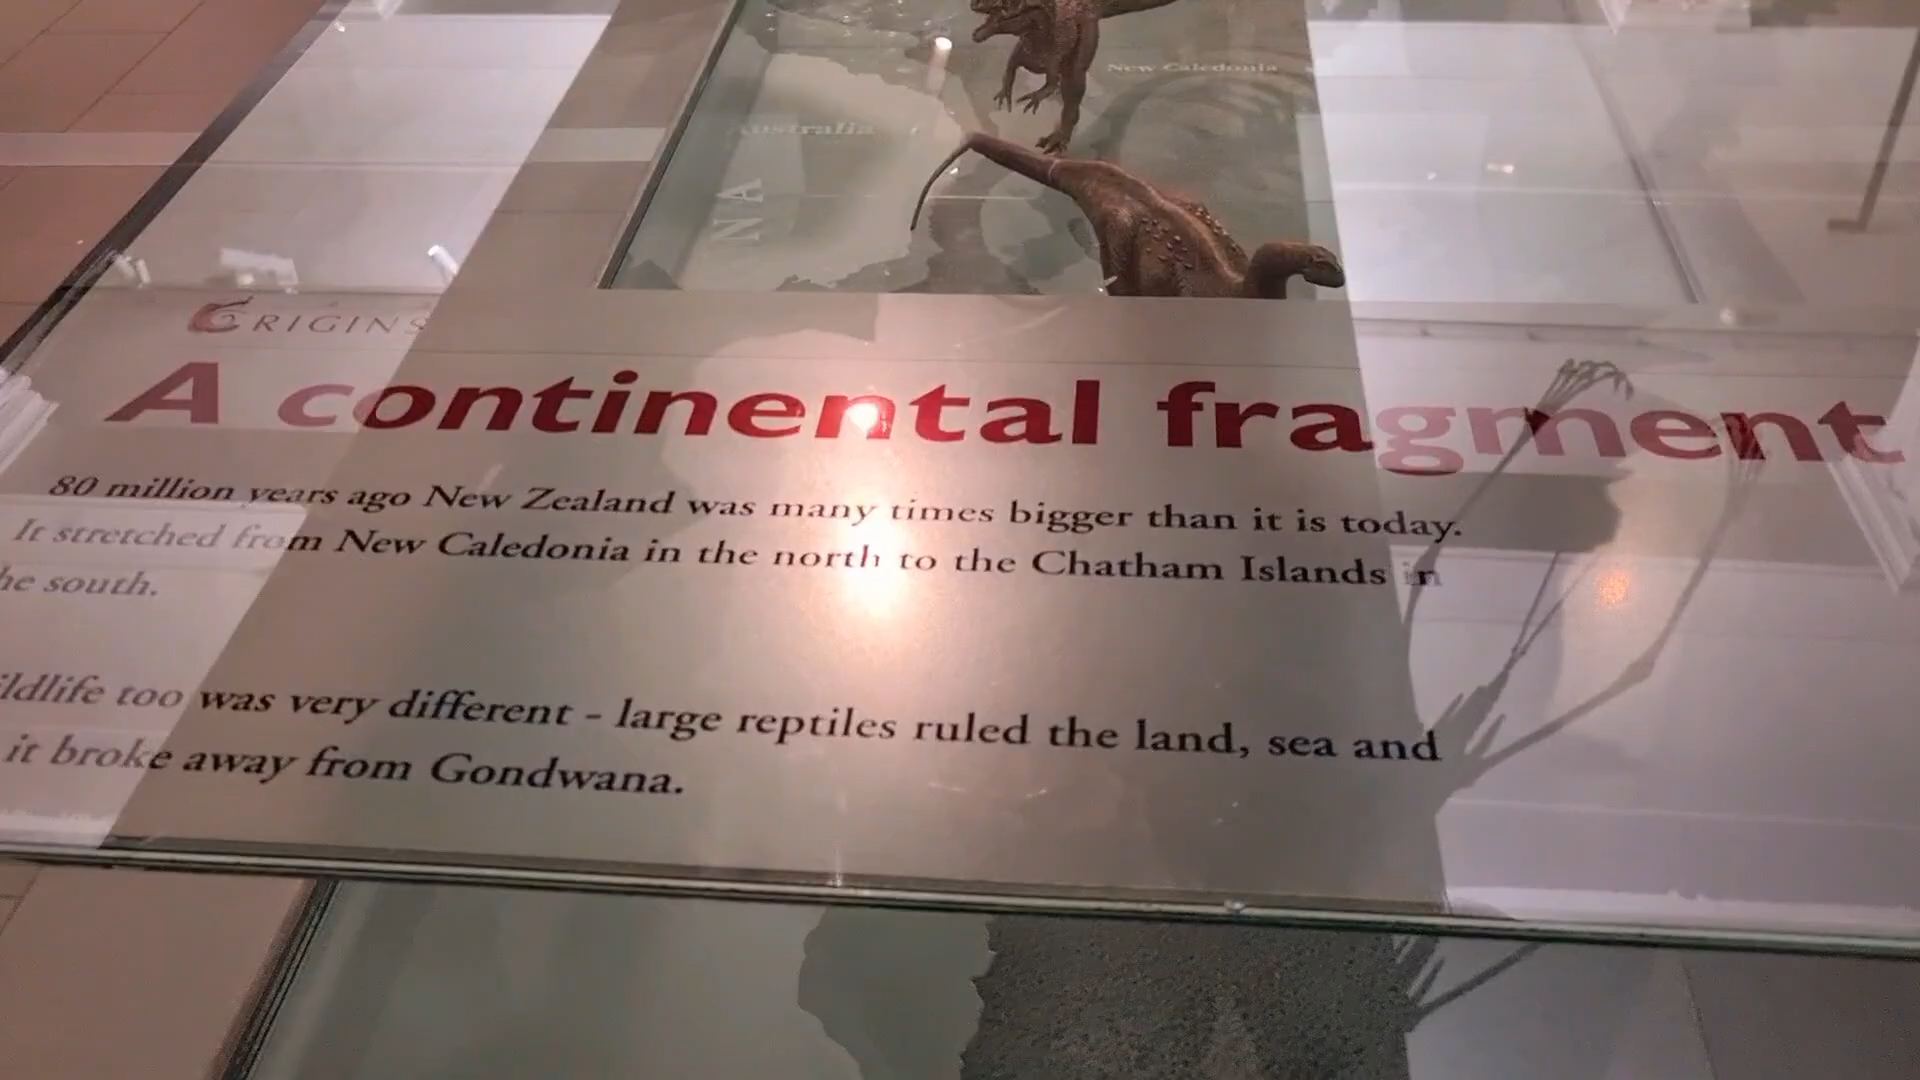 New Caledonia
Australia
NA
ORIGINS
A continental fragment
80 million years ago New Zealand was many times bigger than it is today.
It stretched from New Caledonia in the north to the Chatham Islands in
he south.
ildlife too was very different - large reptiles ruled the land, sea and
it broke away from Gondwana.